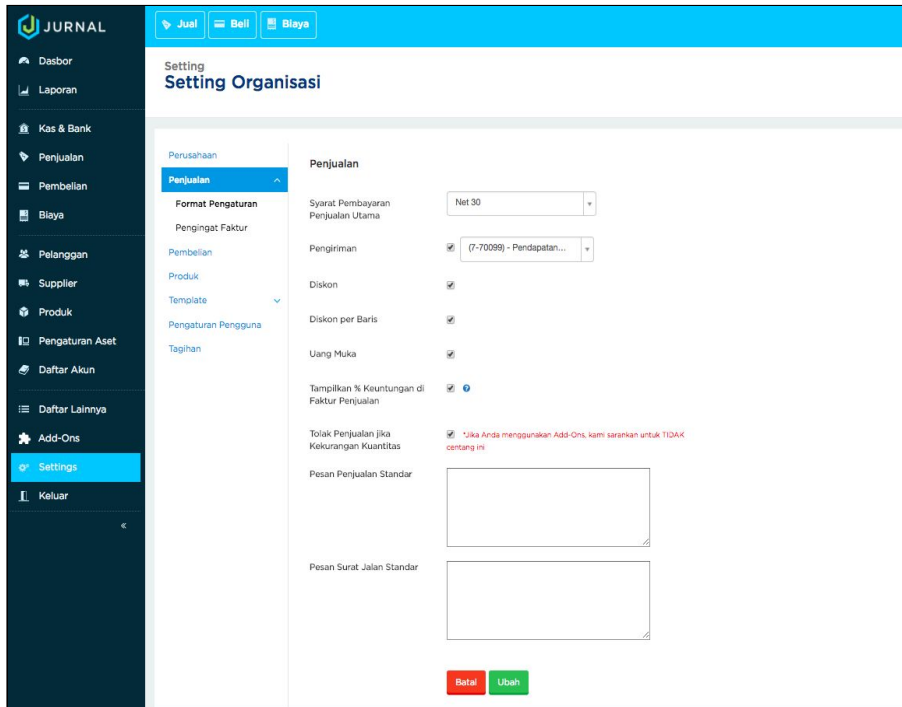 JURNAL
Jual
Beli
Biaya
Dasbor
Laporan
Kas & Bank
Penjualan
Pembelian
Biaya
Pelanggan
Supplier
Produk
Pengaturan Aset
Daftar Akun
Daftar Lainnya
Add-Ons
Settings
Keluar
«
Setting
Setting Organisasi
Perusahaan
Penjualan
Format Pengaturan
Pengingat Faktur
Pembelian
Produk
Template
Pengaturan Pengguna
Tagihan
Penjualan
Syarat Pembayaran
Penjualan Utama
Net 30
Pengiriman
(7-70099) - Pendapatan...
Diskon
Diskon per Baris
Uang Muka
Tampilkan % Keuntungan di
Faktur Penjualan
?
Tolak Penjualan jika
Kekurangan Kuantitas
*Jika Anda menggunakan Add-Ons, kami sarankan untuk TIDAK
centang ini
Pesan Penjualan Standar
Pesan Surat Jalan Standar
Batal
Ubah